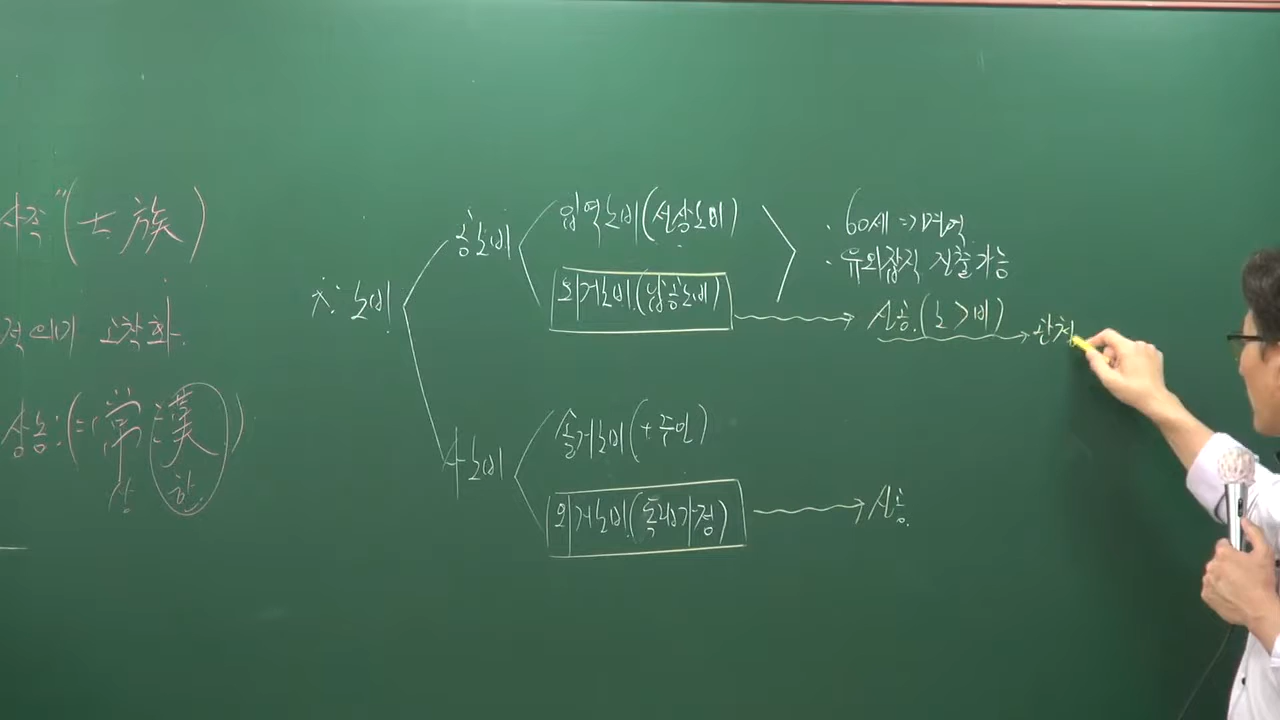 사족" (士族)
고착화.
상놈: (= 常漢)
상 한
천: 노비
공노비
입역노비(선상노비)
외거노비.(납공노비)
· 60세 ⇒ 면역
· 유외잡직 진출가능
신공.(노 > 비)
관청
사노비
솔거노비(+ 주인)
외거노비.(독립가정)
신공.